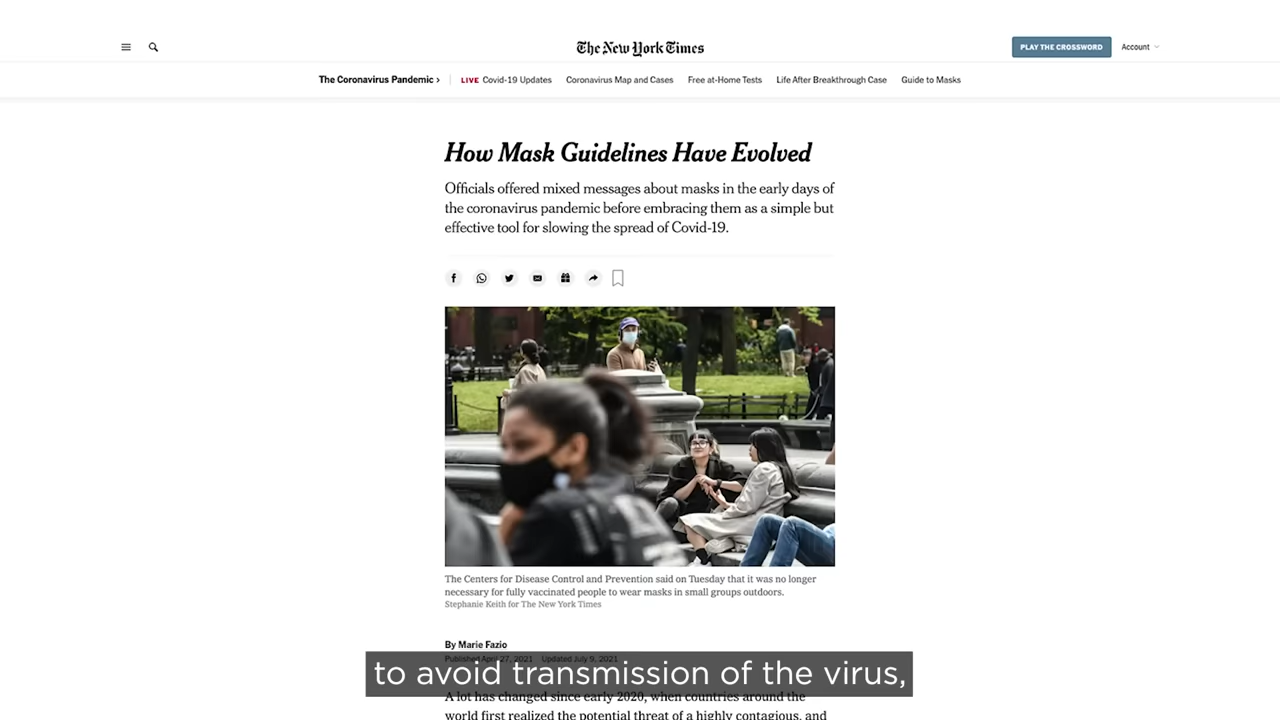 The New York Times
PLAY THE CROSSWORD
Account
The Coronavirus Pandemic ›
LIVE Covid-19 Updates
Coronavirus Map and Cases
Free at-Home Tests
Life After Breakthrough Case
Guide to Masks
How Mask Guidelines Have Evolved
Officials offered mixed messages about masks in the early days of
the coronavirus pandemic before embracing them as a simple but
effective tool for slowing the spread of Covid-19.
The Centers for Disease Control and Prevention said on Tuesday that it was no longer
necessary for fully vaccinated people to wear masks in small groups outdoors.
Stephanie Keith for The New York Times
By Marie Fazio
Published April 27, 2021 Updated July 9, 2021
to avoid transmission of the virus,
A lot has changed since early 2020, when countries around the
world first realized the potential threat of a highly contagious, and